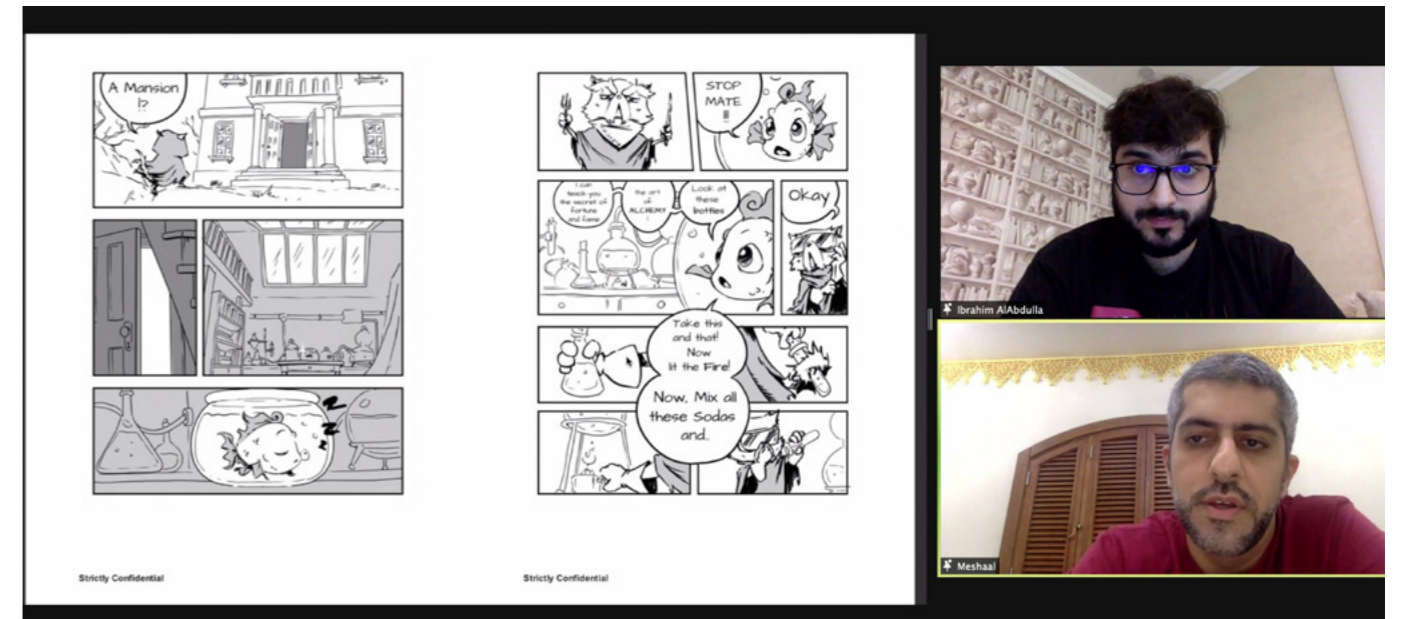 A Mansion
!?
z
z
z
STOP
MATE
!!!
I can
teach you
the secret of
fortune
and fame
the art
of
ALCHEMY
!
Look at
these
bottles
Okay
Take this
and that!
Now
lit the Fire!
Now, Mix all
these Sodas
and..
Strictly Confidential
Strictly Confidential
Ibrahim AlAbdulla
Meshaal